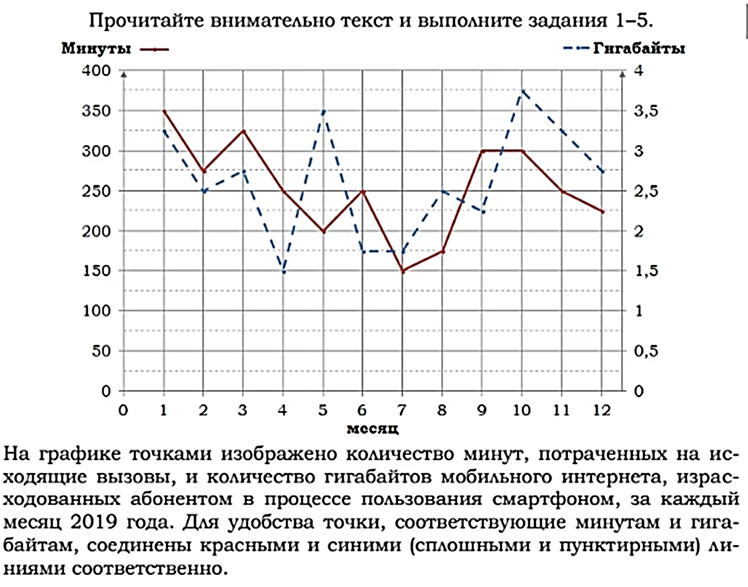 Прочитайте внимательно текст и выполните задания 1–5.
Минуты Гигабайты
400 4
350 3,5
300 3
250 2,5
200 2
150 1,5
100 1
50 0,5
0 0
0 1 2 3 4 5 6 7 8 9 10 11 12
месяц
На графике точками изображено количество минут, потраченных на ис-
ходящие вызовы, и количество гигабайтов мобильного интернета, израс-
ходованных абонентом в процессе пользования смартфоном, за каждый
месяц 2019 года. Для удобства точки, соответствующие минутам и гига-
байтам, соединены красными и синими (сплошными и пунктирными) ли-
ниями соответственно.